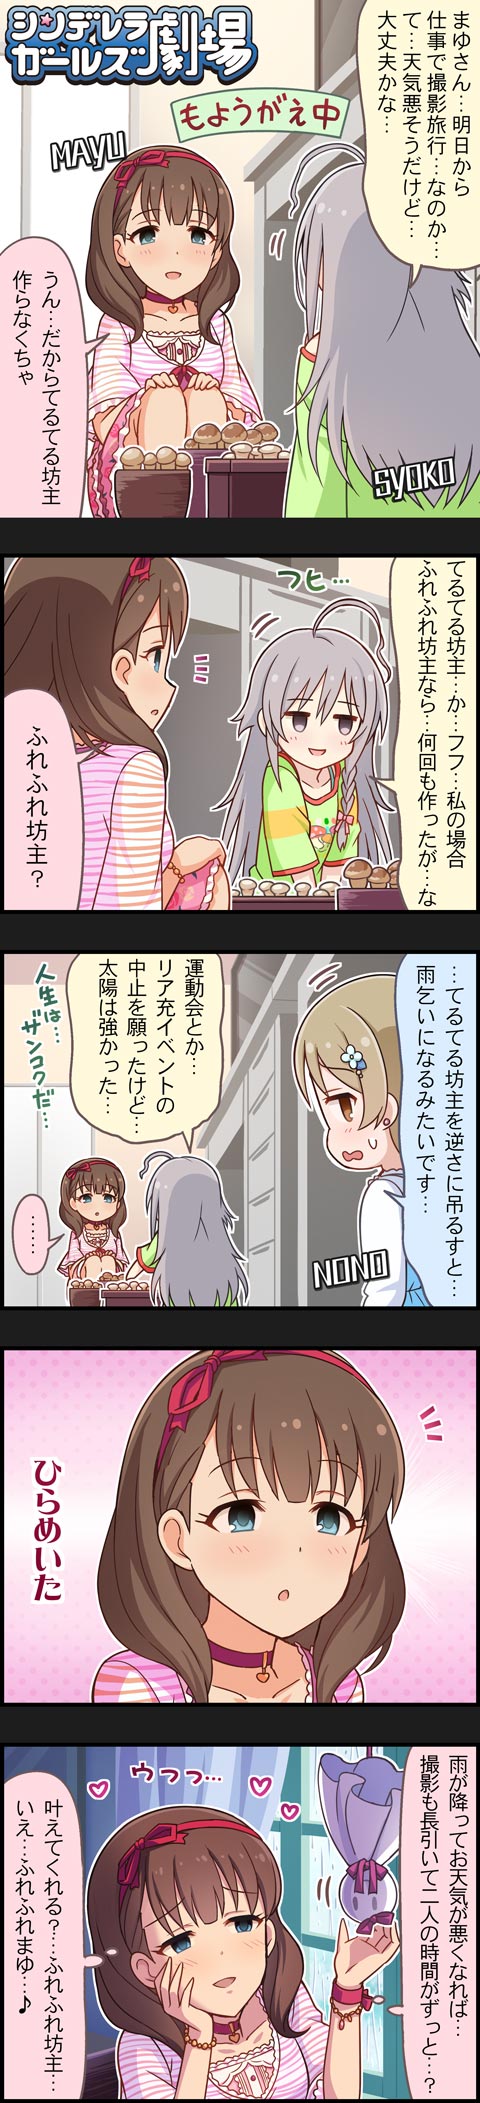 シンデレラ
ガールズ劇場
もようがえ中
まゆさん…明日から
仕事で撮影旅行…なのか…
て…天気悪そうだけど…
大丈夫かな…
MAYU
うん…だからてるてる坊主
作らなくちゃ
SYOKO
てるてる坊主…か…フフ…私の場合
ふれふれ坊主なら…何回も作ったが…な
フヒ…
ふれふれ坊主？
…てるてる坊主を逆さに吊るすと…
雨乞いになるみたいです…
運動会とか…
リア充イベントの
中止を願ったけど…
太陽は強かった…
人生は…
ザンコクだ…
……
NONO
ひらめいた
雨が降ってお天気が悪くなれば…
撮影も長引いて二人の時間がずっと…？
ウフフ…
叶えてくれる？…ふれふれ坊主…
いえ…ふれふれまゆ…♪